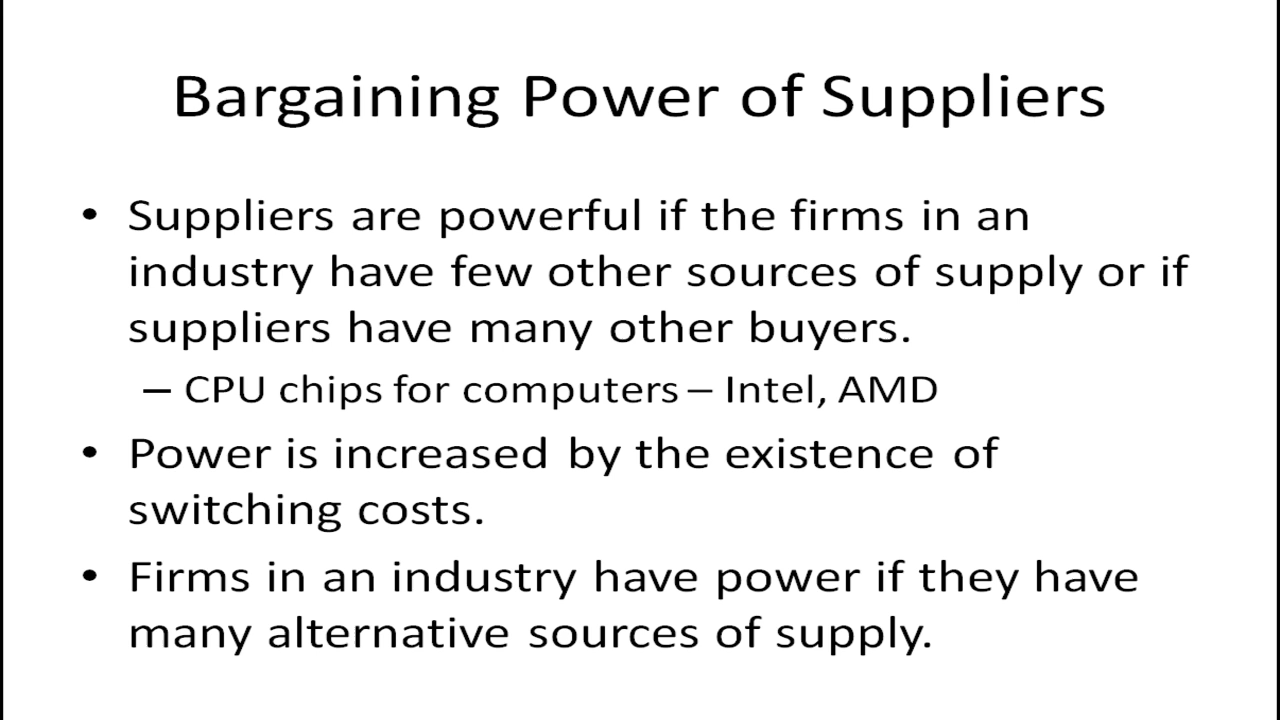 Bargaining Power of Suppliers
• Suppliers are powerful if the firms in an
industry have few other sources of supply or if
suppliers have many other buyers.
– CPU chips for computers – Intel, AMD
• Power is increased by the existence of
switching costs.
• Firms in an industry have power if they have
many alternative sources of supply.